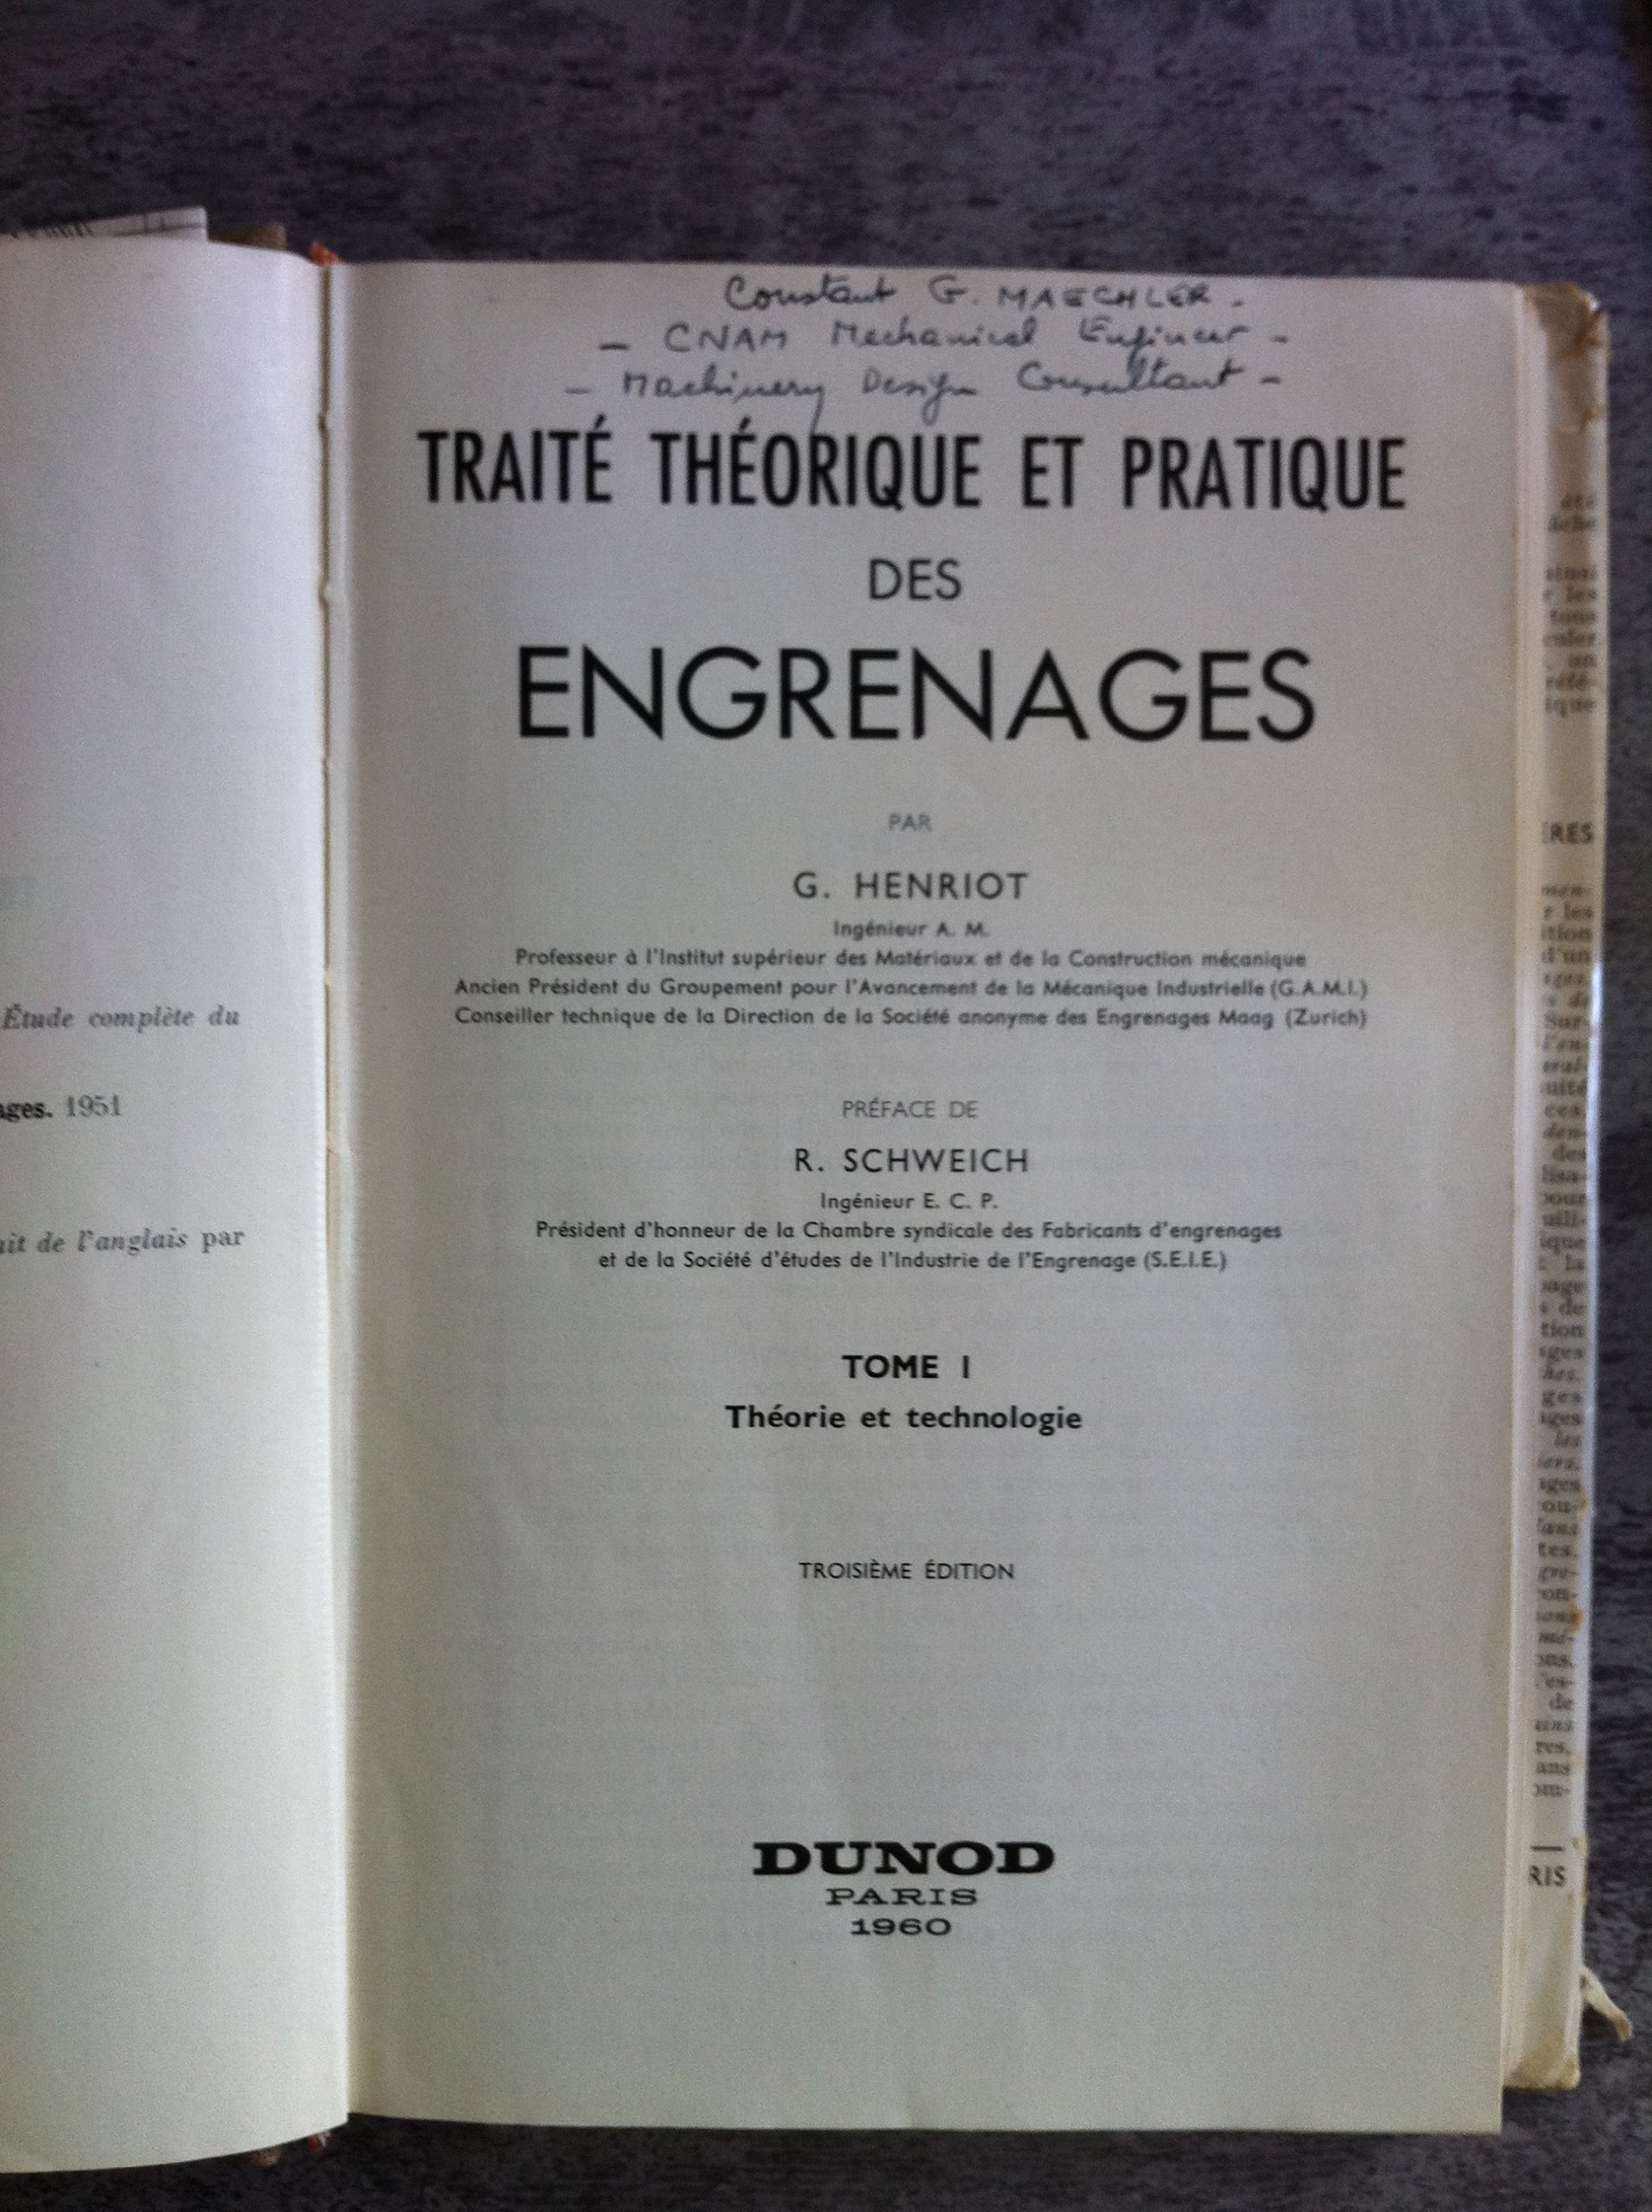 Étude complète du
ages. 1951
ait de l'anglais par
Constant G. MAECHLER -
- CNAM Mechanical Engineer -
- Machinery Design Consultant -
TRAITÉ THÉORIQUE ET PRATIQUE
DES
ENGRENAGES
PAR
G. HENRIOT
Ingénieur A. M.
Professeur à l'Institut supérieur des Matériaux et de la Construction mécanique
Ancien Président du Groupement pour l'Avancement de la Mécanique Industrielle (G.A.M.I.)
Conseiller technique de la Direction de la Société anonyme des Engrenages Maag (Zurich)
PRÉFACE DE
R. SCHWEICH
Ingénieur E. C. P.
Président d'honneur de la Chambre syndicale des Fabricants d'engrenages
et de la Société d'études de l'Industrie de l'Engrenage (S.E.I.E.)
TOME I
Théorie et technologie
TROISIÈME ÉDITION
DUNOD
PARIS
1960
RES
RIS